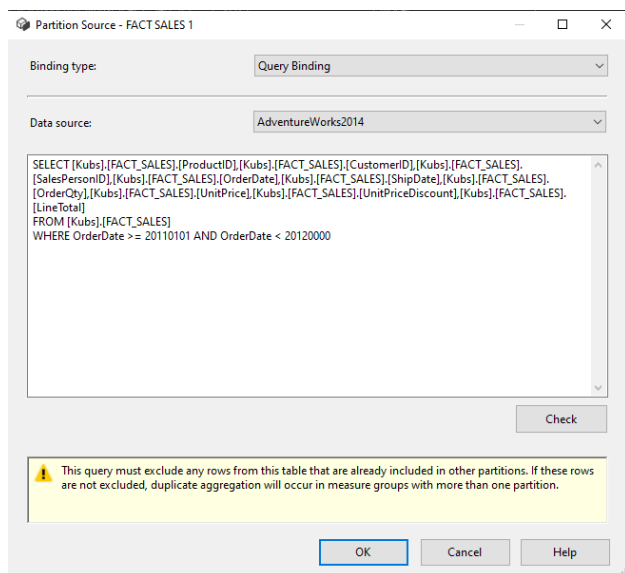 Partition Source - FACT SALES 1
Binding type:
Query Binding
Data source:
AdventureWorks2014
SELECT [Kubs].[FACT_SALES].[ProductID],[Kubs].[FACT_SALES].[CustomerID],[Kubs].[FACT_SALES].
[SalesPersonID],[Kubs].[FACT_SALES].[OrderDate],[Kubs].[FACT_SALES].[ShipDate],[Kubs].[FACT_SALES].
[OrderQty],[Kubs].[FACT_SALES].[UnitPrice],[Kubs].[FACT_SALES].[UnitPriceDiscount],[Kubs].[FACT_SALES].
[LineTotal]
FROM [Kubs].[FACT_SALES]
WHERE OrderDate >= 20110101 AND OrderDate < 20120000
Check
This query must exclude any rows from this table that are already included in other partitions. If these rows
are not excluded, duplicate aggregation will occur in measure groups with more than one partition.
OK
Cancel
Help